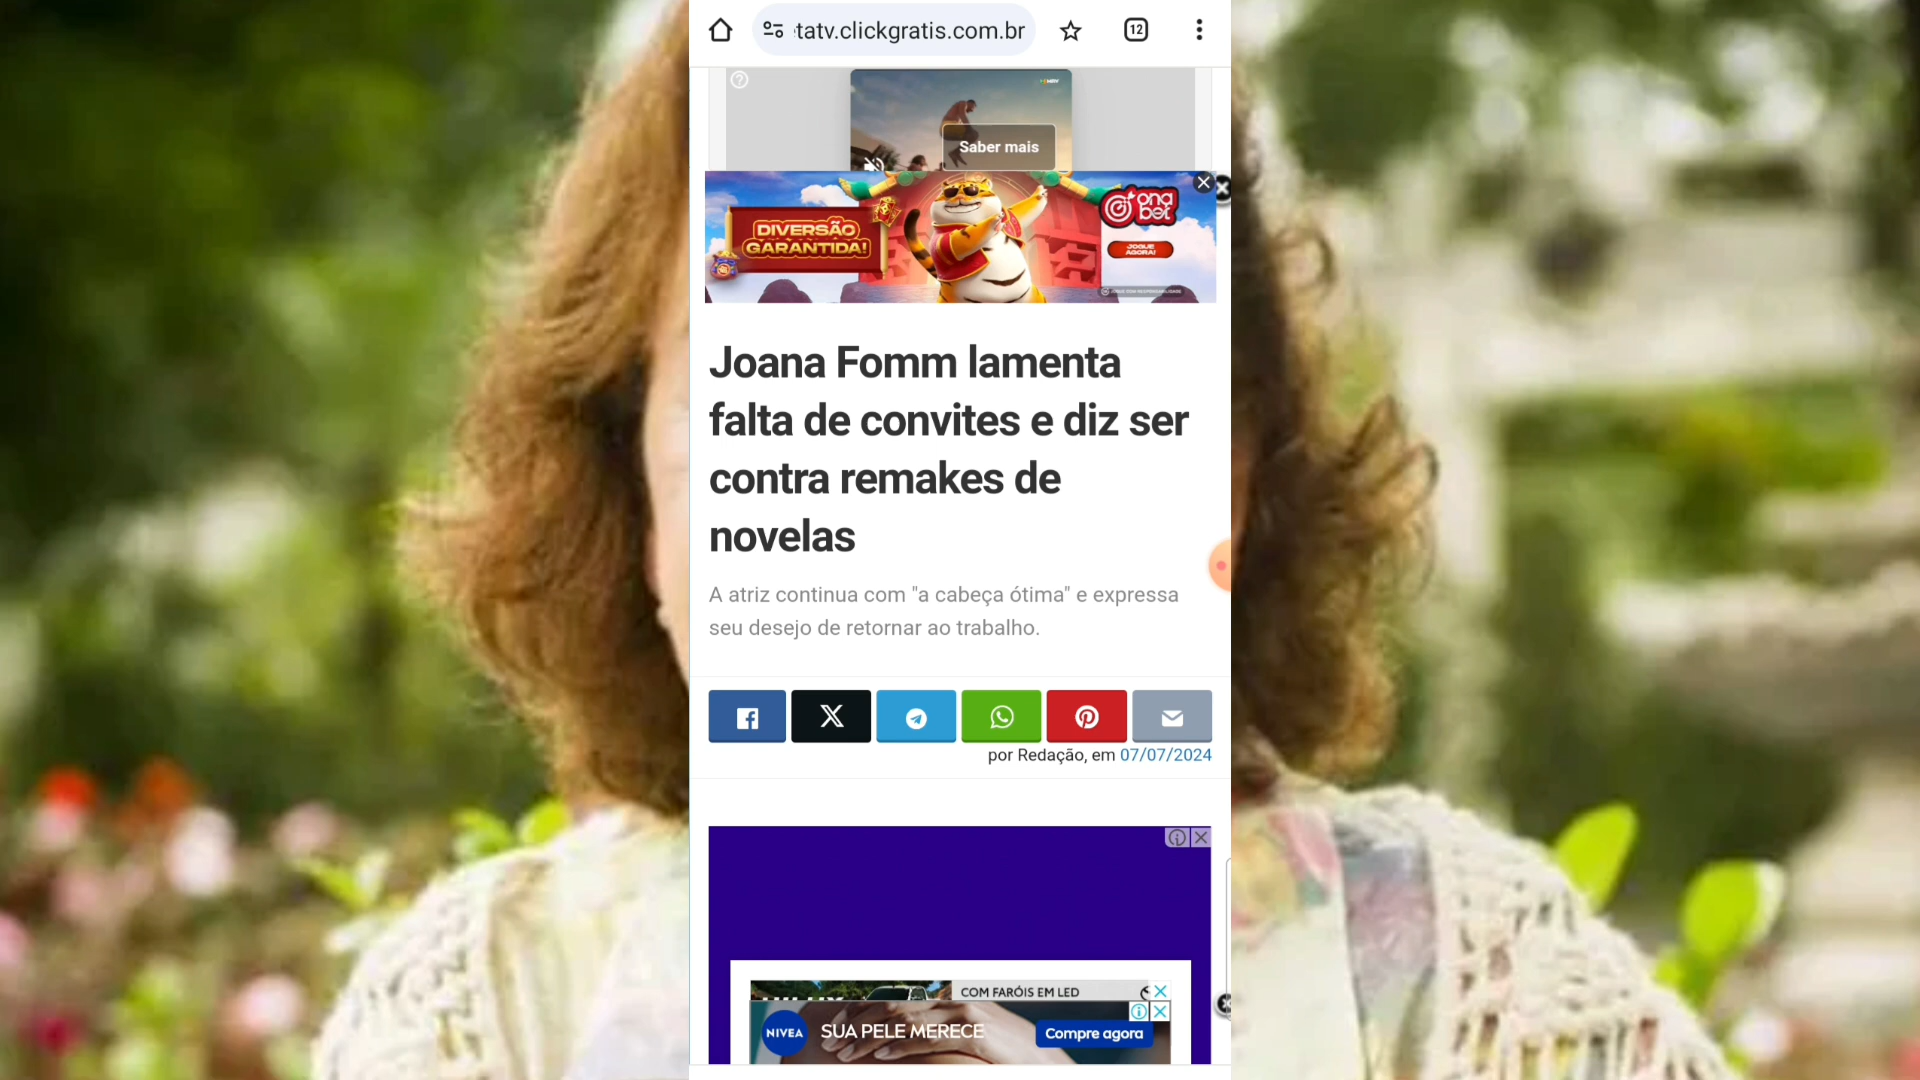 tatv.clickgratis.com.br
12
Saber mais
DIVERSÃO
GARANTIDA!
ona
bet
JOGUE
AGORA!
Joana Fomm lamenta
falta de convites e diz ser
contra remakes de
novelas
A atriz continua com "a cabeça ótima" e expressa
seu desejo de retornar ao trabalho.
por Redação, em 07/07/2024
COM FARÓIS EM LED
NIVEA
SUA PELE MERECE
Compre agora